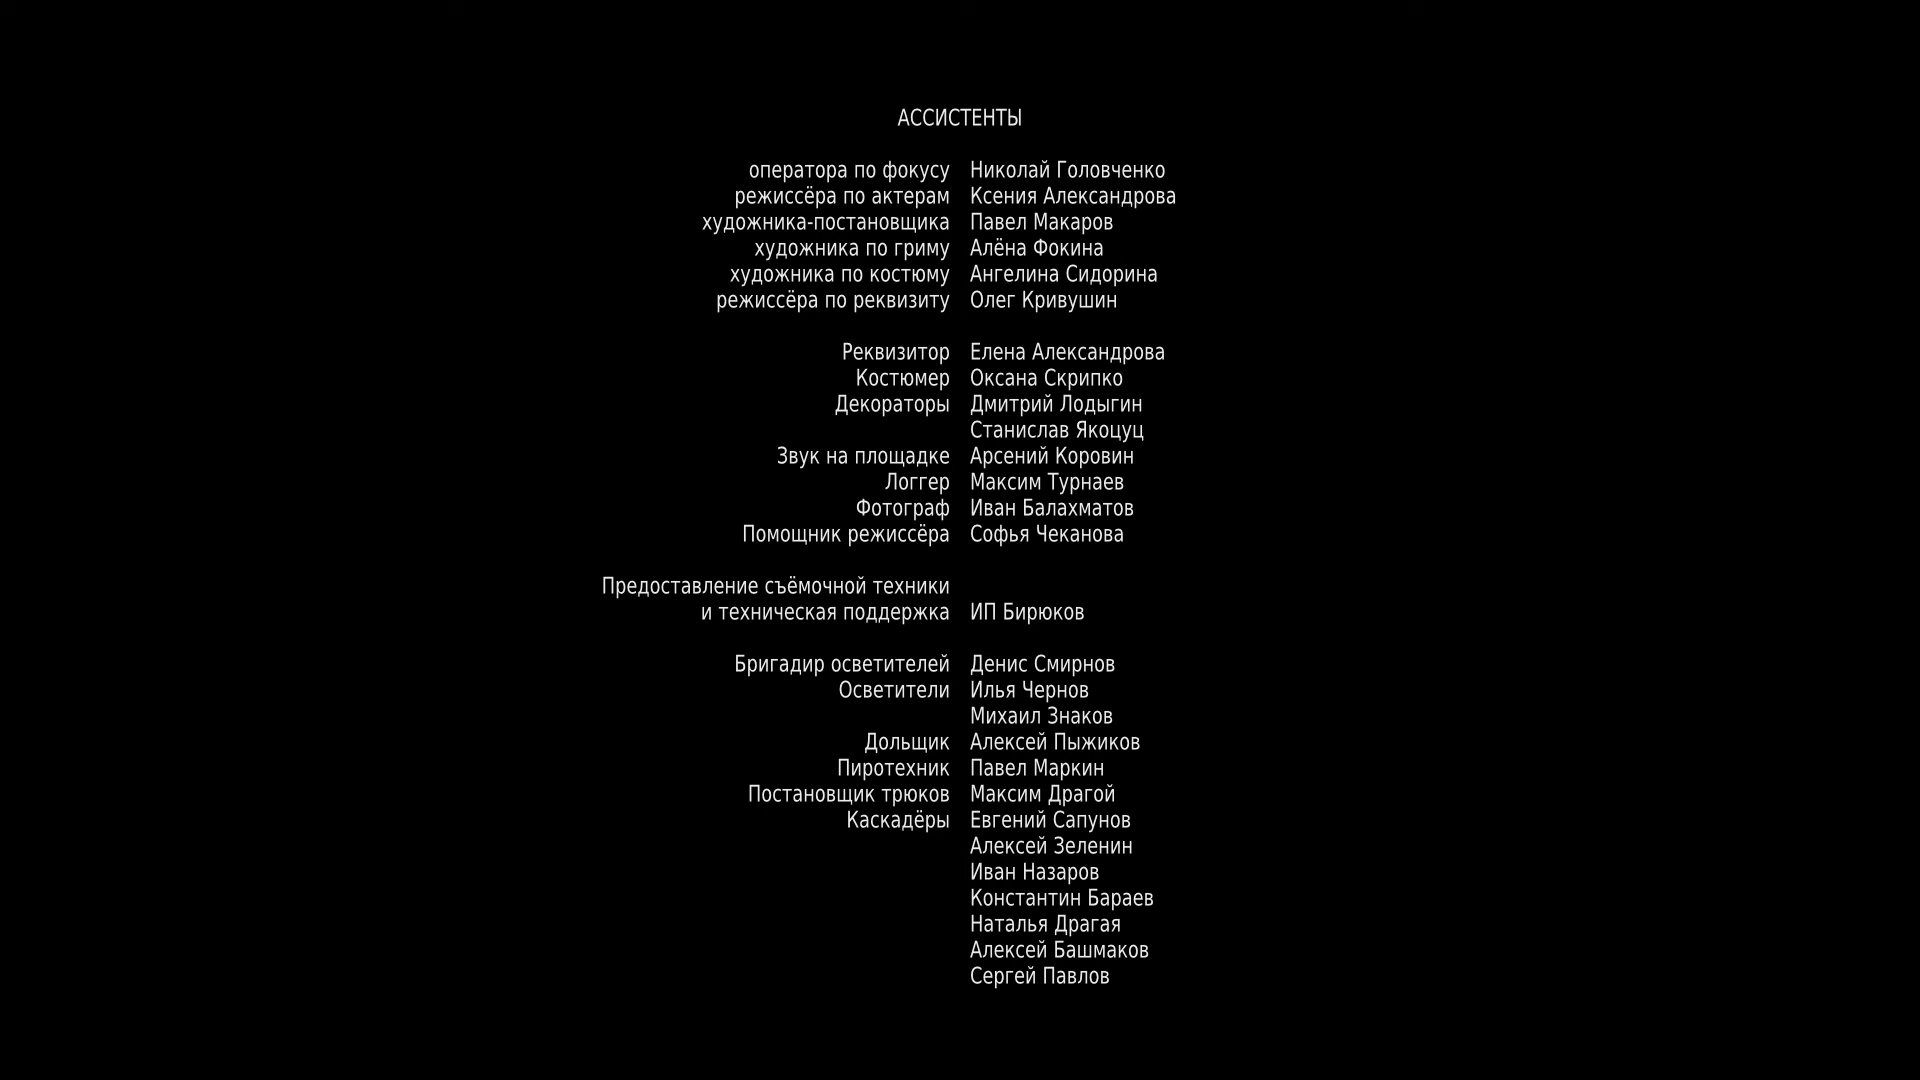 АССИСТЕНТЫ
оператора по фокусу Николай Головченко
режиссёра по актерам Ксения Александрова
художника-постановщика Павел Макаров
художника по гриму Алёна Фокина
художника по костюму Ангелина Сидорина
режиссёра по реквизиту Олег Кривушин
Реквизитор Елена Александрова
Костюмер Оксана Скрипко
Декораторы Дмитрий Лодыгин
Станислав Якоцуц
Звук на площадке Арсений Коровин
Логгер Максим Турнаев
Фотограф Иван Балахматов
Помощник режиссёра Софья Чеканова
Предоставление съёмочной техники
и техническая поддержка ИП Бирюков
Бригадир осветителей Денис Смирнов
Осветители Илья Чернов
Михаил Знаков
Дольщик Алексей Пыжиков
Пиротехник Павел Маркин
Постановщик трюков Максим Драгой
Каскадёры Евгений Сапунов
Алексей Зеленин
Иван Назаров
Константин Бараев
Наталья Драгая
Алексей Башмаков
Сергей Павлов